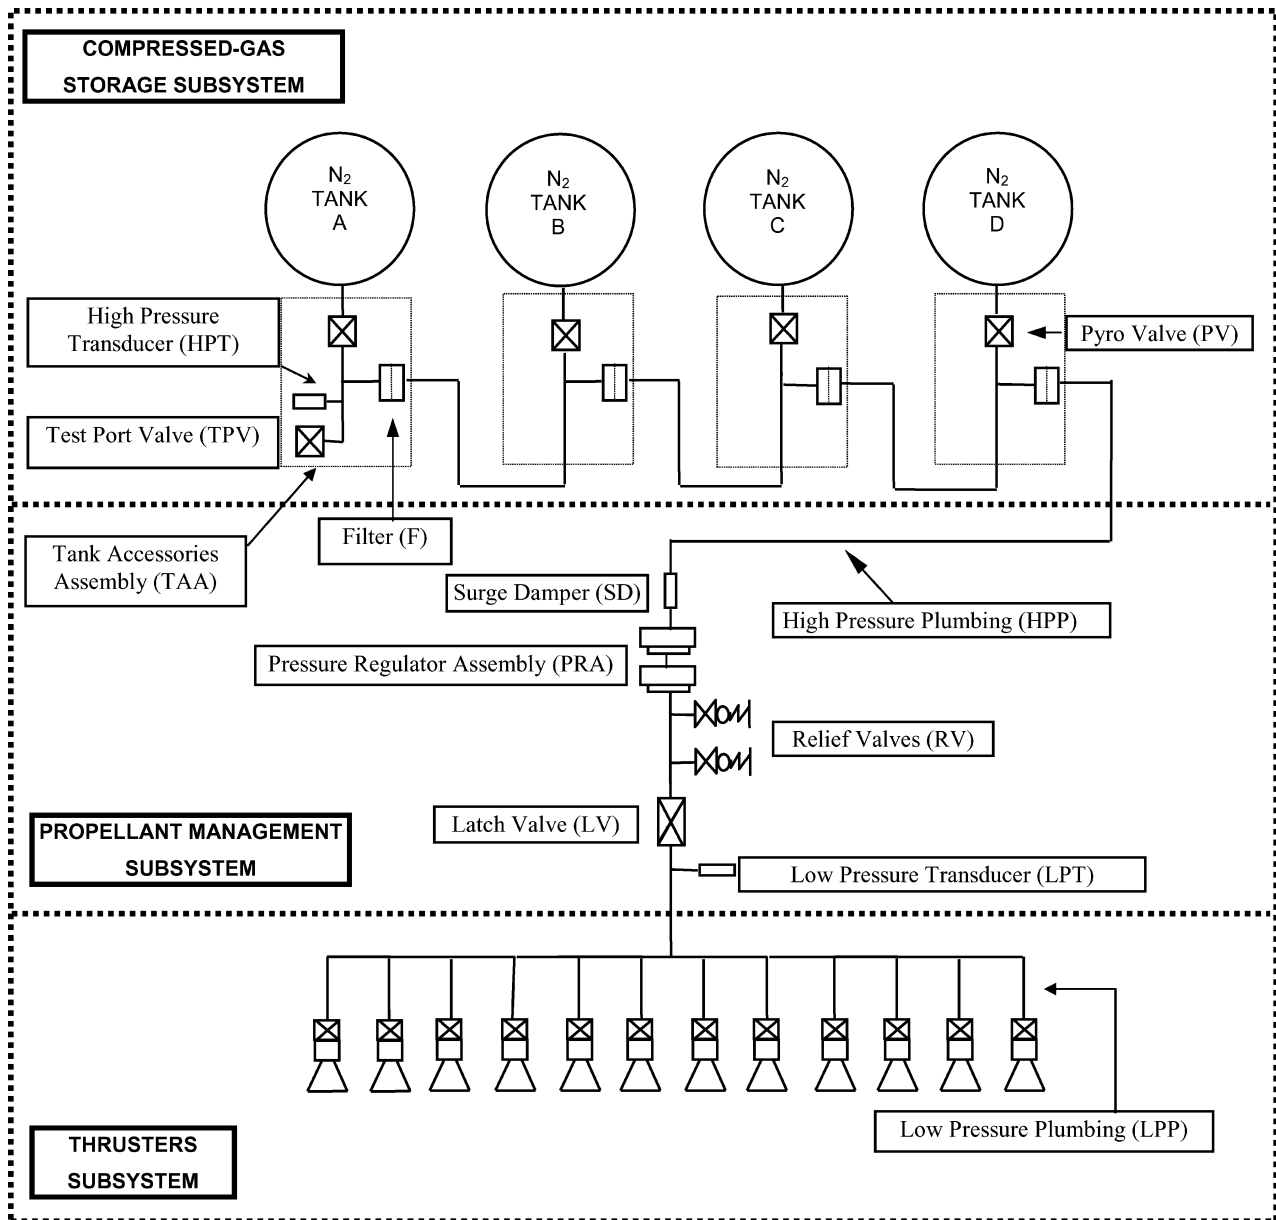 COMPRESSED-GAS
STORAGE SUBSYSTEM
N2
TANK
A
N2
TANK
B
N2
TANK
C
N2
TANK
D
High Pressure
Transducer (HPT)
Pyro Valve (PV)
Test Port Valve (TPV)
Filter (F)
Tank Accessories
Assembly (TAA)
Surge Damper (SD)
High Pressure Plumbing (HPP)
Pressure Regulator Assembly (PRA)
Relief Valves (RV)
Latch Valve (LV)
PROPELLANT MANAGEMENT
SUBSYSTEM
Low Pressure Transducer (LPT)
Low Pressure Plumbing (LPP)
THRUSTERS
SUBSYSTEM